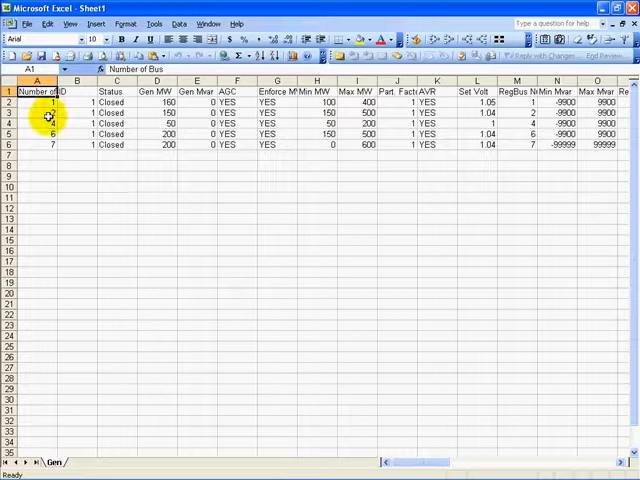 Microsoft Excel - Sheet1
File Edit View Insert Format Tools Data Window Help Type a question for help
Arial 10 B I U $ % ,
Reply with Changes... End Review...
A1 fx Number of Bus
A B C D E F G H I J K L M N O
1 Number of ID Status Gen MW Gen Mvar AGC Enforce M Min MW Max MW Part. Facto AVR Set Volt RegBus N Min Mvar Max Mvar Re
2 1 1 Closed 160 0 YES YES 100 400 1 YES 1.05 1 -9900 9900
3 2 1 Closed 150 0 YES YES 150 500 1 YES 1.04 2 -9900 9900
4 4 1 Closed 50 0 YES YES 50 200 1 YES 1 4 -9900 9900
5 6 1 Closed 200 0 YES YES 150 500 1 YES 1.04 6 -9900 9900
6 7 1 Closed 200 0 YES YES 0 600 1 YES 1.04 7 -99999 99999
7
8
9
10
11
12
13
14
15
16
17
18
19
20
21
22
23
24
25
26
27
28
29
30
31
32
33
34
35
Gen
Ready